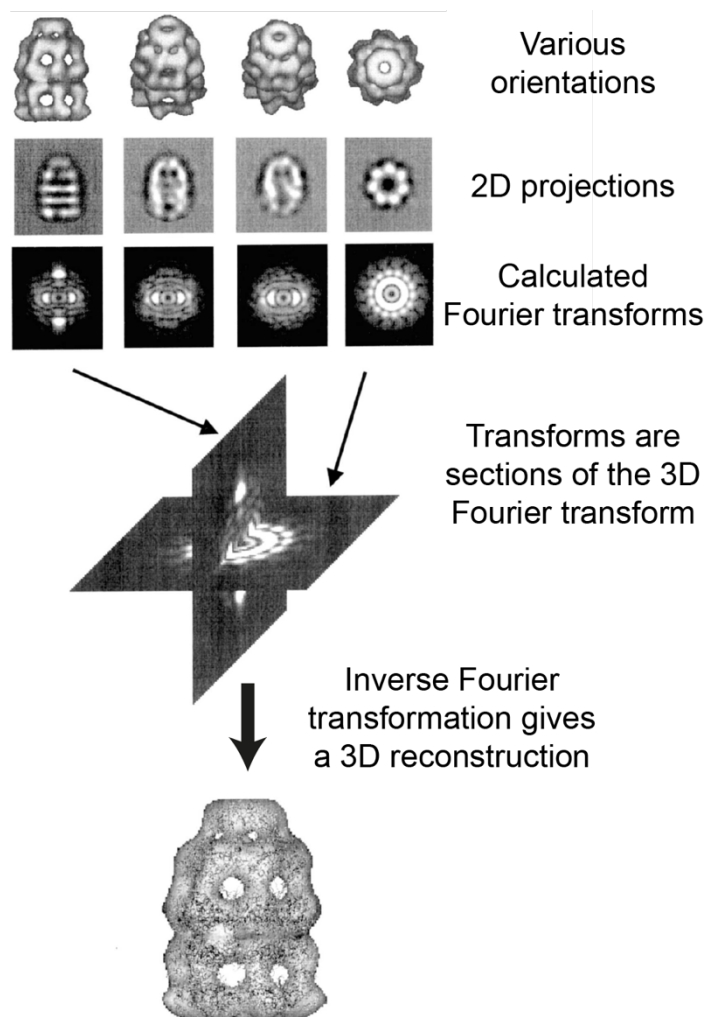 Various
orientations
2D projections
Calculated
Fourier transforms
Transforms are
sections of the 3D
Fourier transform
Inverse Fourier
transformation gives
a 3D reconstruction